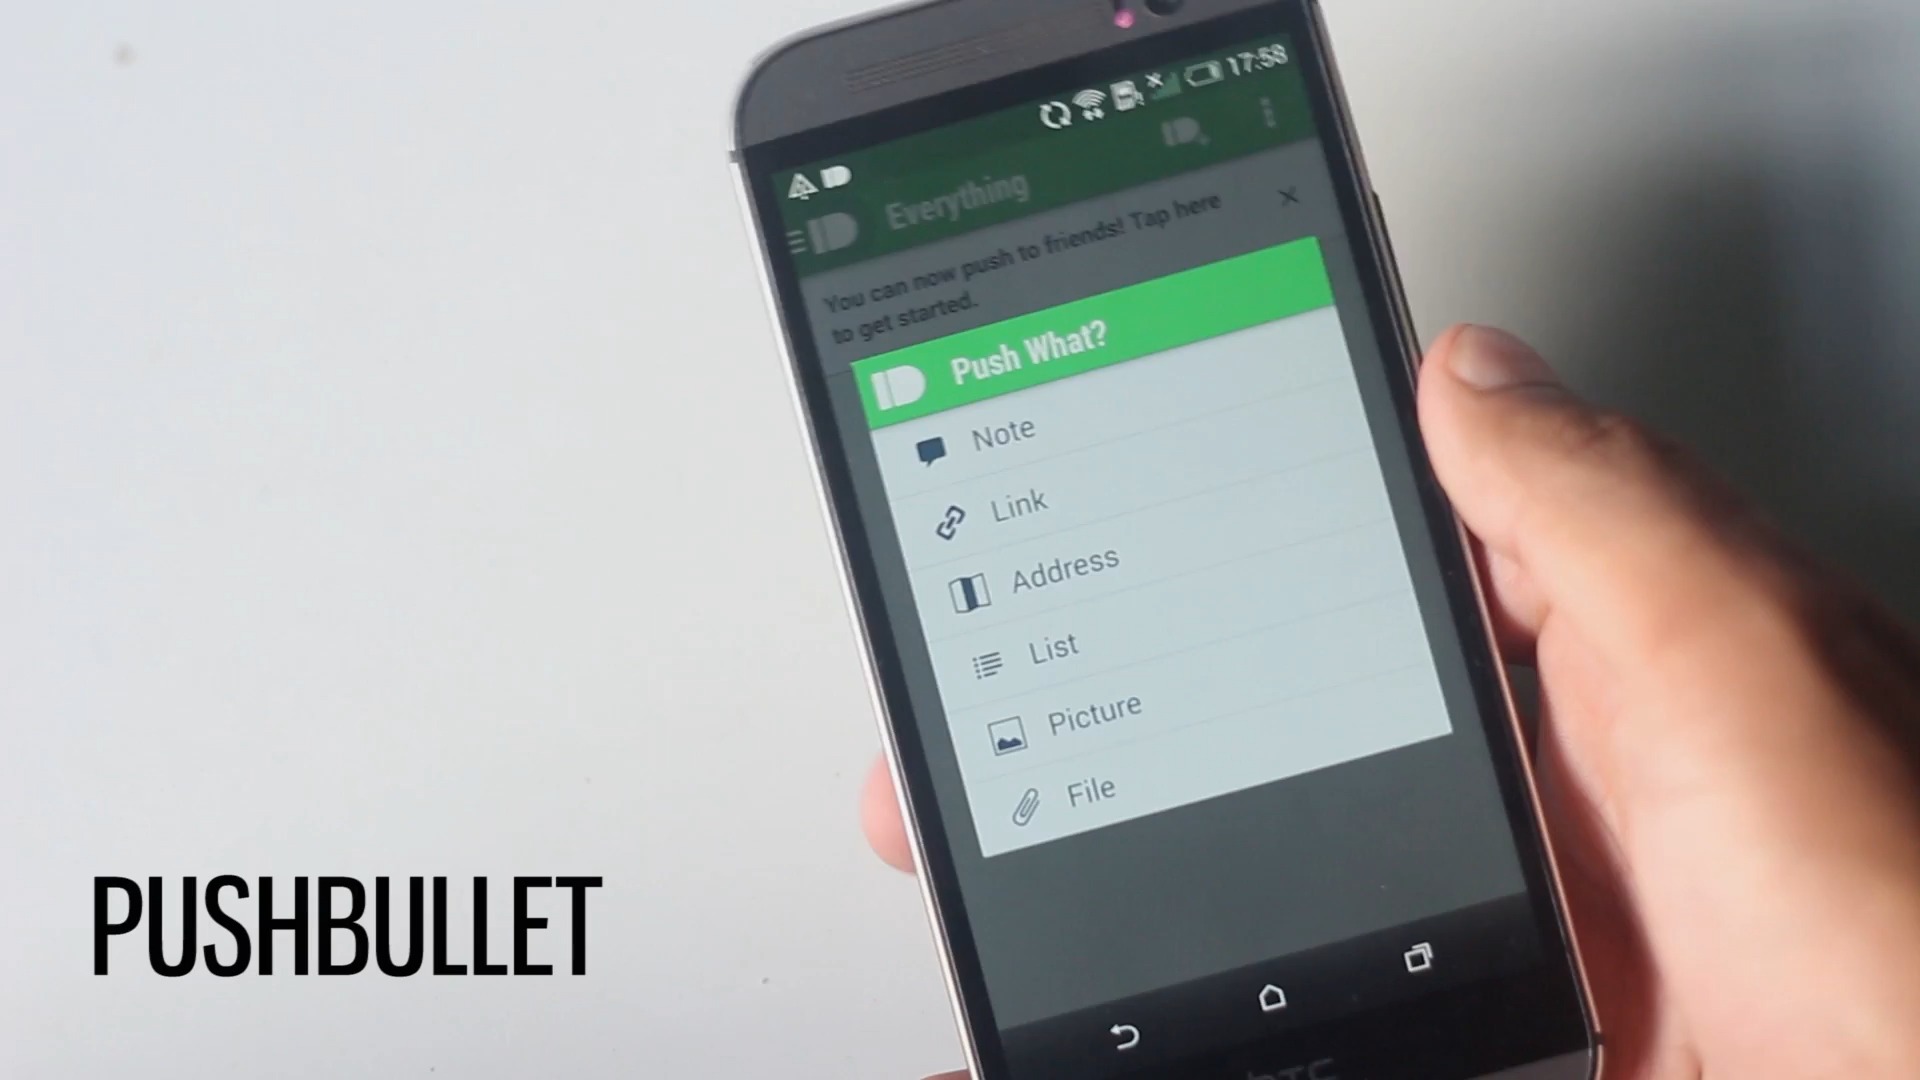 17:58
Everything
You can now push to friends! Tap here
to get started.
Push What?
Note
Link
Address
List
Picture
File
PUSHBULLET
hTC